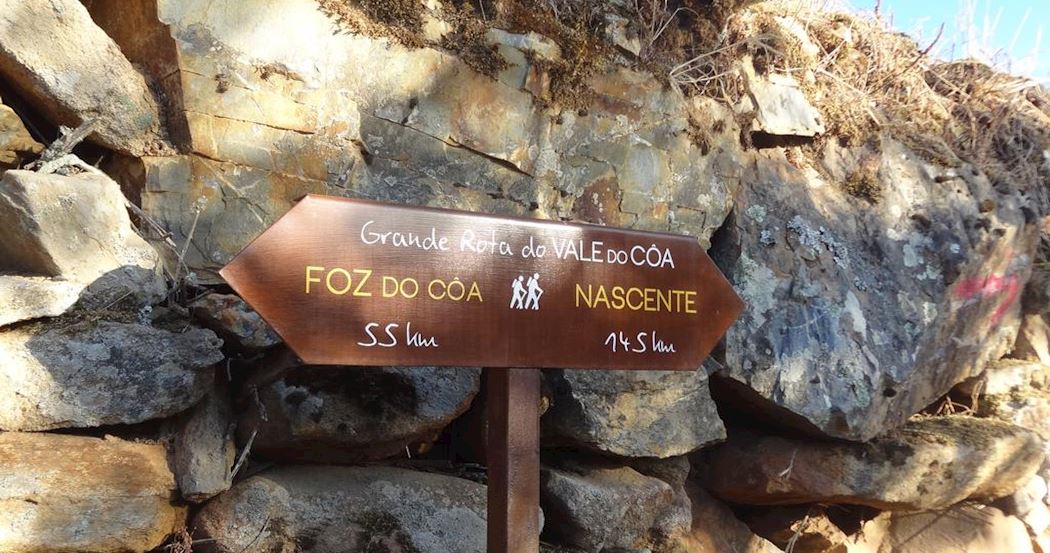 Grande Rota do VALE DO CÔA
FOZ DO CÔA NASCENTE
55 km 145 km